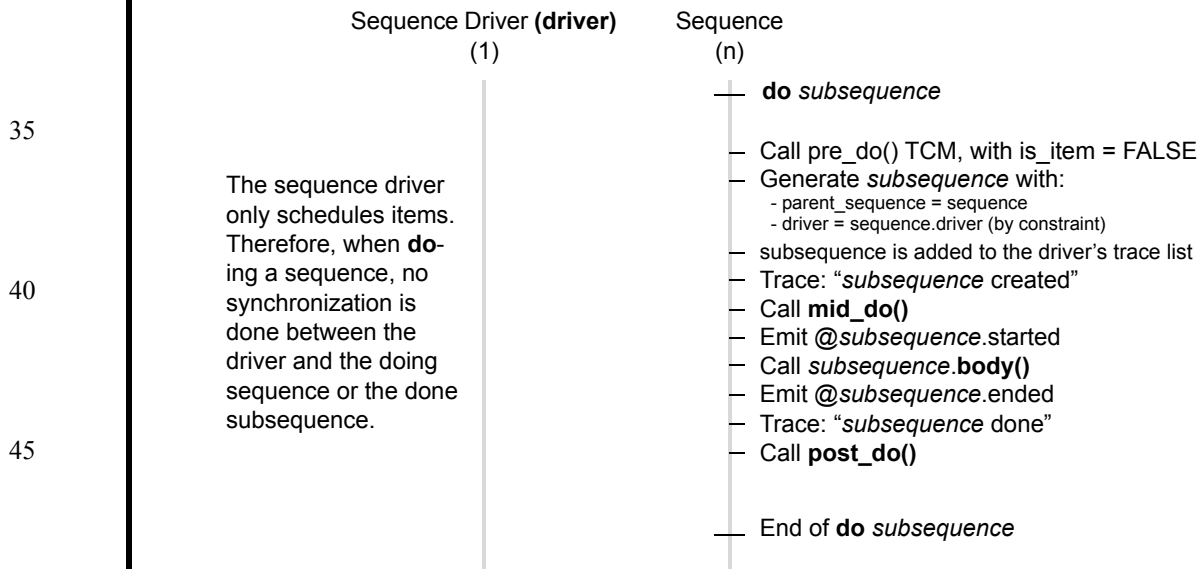 Sequence Driver (driver)
(1)
Sequence
(n)
do subsequence
35
Call pre_do() TCM, with is_item = FALSE
Generate subsequence with:
- parent_sequence = sequence
- driver = sequence.driver (by constraint)
subsequence is added to the driver's trace list
40
Trace: “subsequence created”
Call mid_do()
Emit @subsequence.started
Call subsequence.body()
Emit @subsequence.ended
Trace: “subsequence done”
45
Call post_do()
End of do subsequence
The sequence driver
only schedules items.
Therefore, when do-
ing a sequence, no
synchronization is
done between the
driver and the doing
sequence or the done
subsequence.